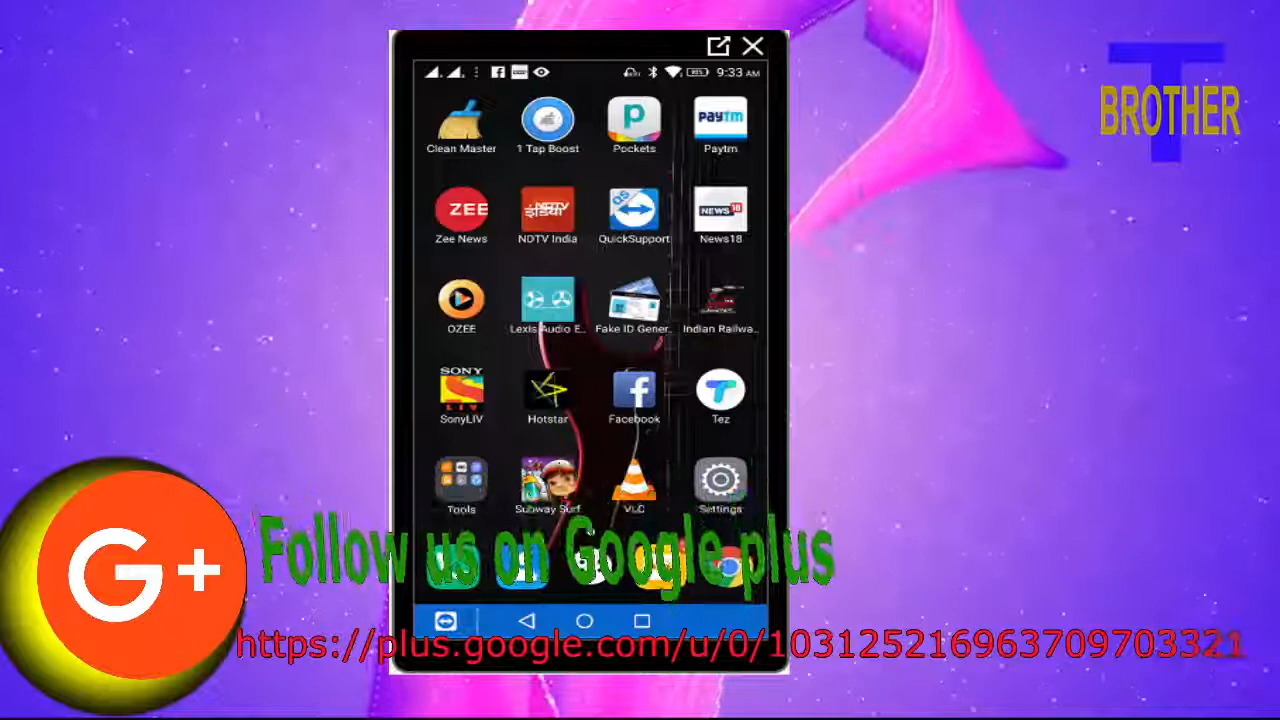 T
BROTHER
9:33 AM
Clean Master
1 Tap Boost
Pockets
Paytm
Zee News
NDTV India
QuickSupport
News18
OZEE
Lexis Audio E..
Fake ID Gener..
Indian Railwa..
SonyLIV
Hotstar
Facebook
Tez
Tools
Subway Surf
VLC
Settings
Follow us on Google plus
G+
https://plus.google.com/u/0/103125216963709703321